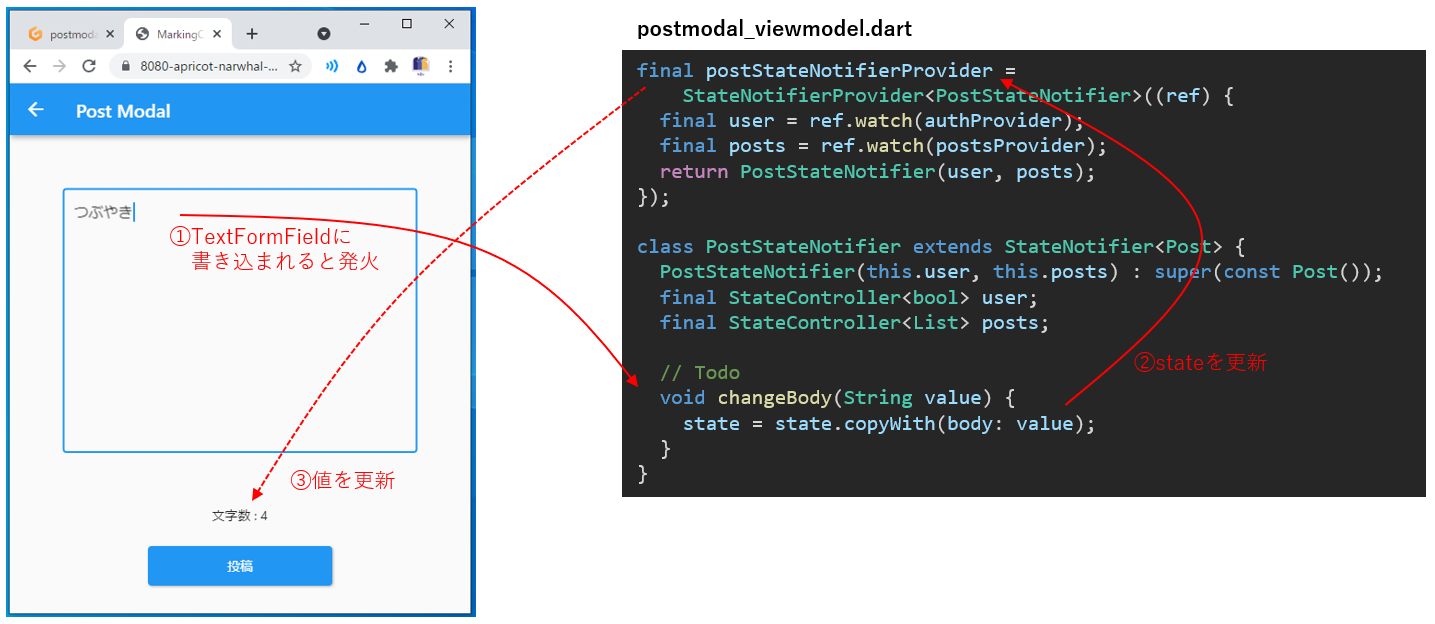 postmoda
MarkingC
8080-apricot-narwhal-...
Post Modal
つぶやき
①TextFormFieldに
書き込まれると発火
③値を更新
文字数 : 4
投稿
postmodal_viewmodel.dart
final postStateNotifierProvider =
    StateNotifierProvider<PostStateNotifier>((ref) {
  final user = ref.watch(authProvider);
  final posts = ref.watch(postsProvider);
  return PostStateNotifier(user, posts);
});
class PostStateNotifier extends StateNotifier<Post> {
  PostStateNotifier(this.user, this.posts) : super(const Post());
  final StateController<bool> user;
  final StateController<List> posts;
  // Todo
  void changeBody(String value) {
    state = state.copyWith(body: value);
  }
}
②stateを更新